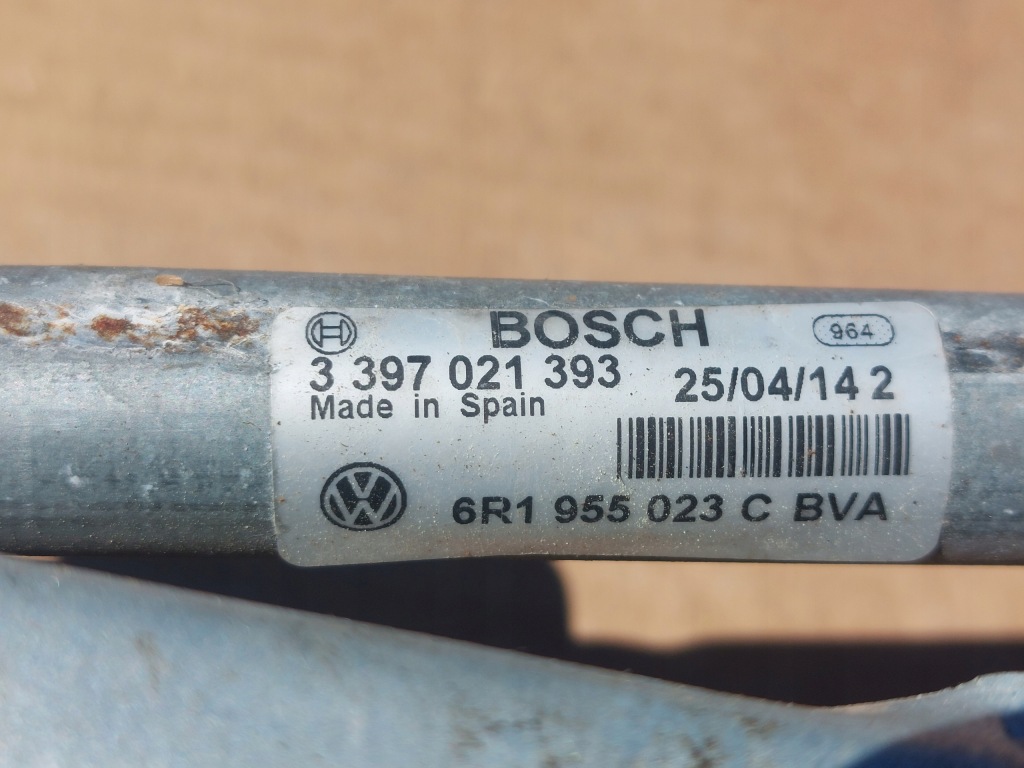 BOSCH
964
3 397 021 393
25/04/14 2
Made in Spain
6R1 955 023 C BVA